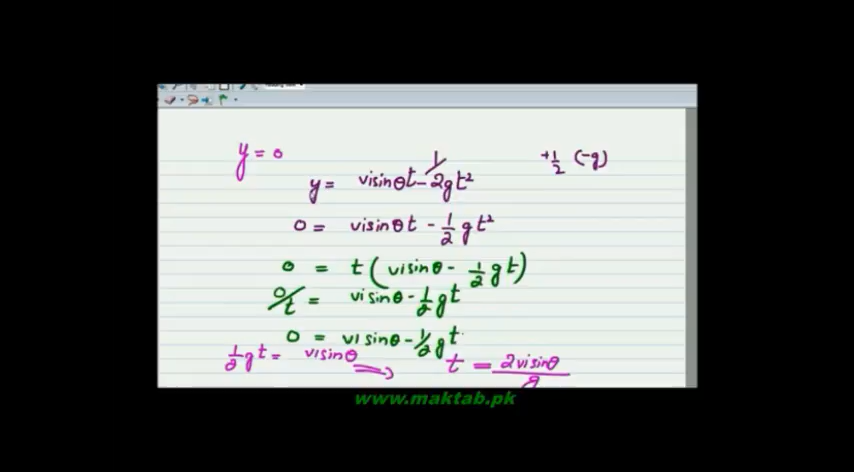 y = 0
+1/2 (-g)
y = visinθt - 1/2gt²
0 = visinθt - 1/2 gt²
0 = t(visinθ - 1/2 gt)
0/t = visinθ - 1/2gt
0 = visinθ - 1/2gt
1/2gt = visinθ ⇒ t = 2visinθ/g
www.maktab.pk